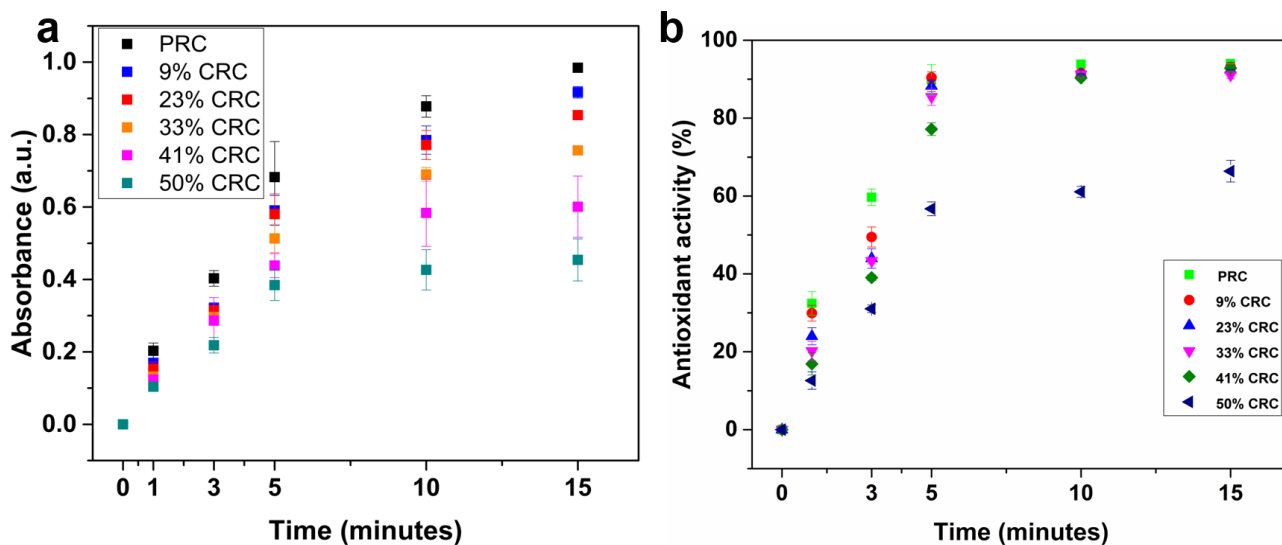 a
Absorbance (a.u.)
1.0
0.8
0.6
0.4
0.2
0.0
PRC
9% CRC
23% CRC
33% CRC
41% CRC
50% CRC
0 1 3 5 10 15
Time (minutes)
b
Antioxidant activity (%)
100
80
60
40
20
0
PRC
9% CRC
23% CRC
33% CRC
41% CRC
50% CRC
0 3 5 10 15
Time (minutes)